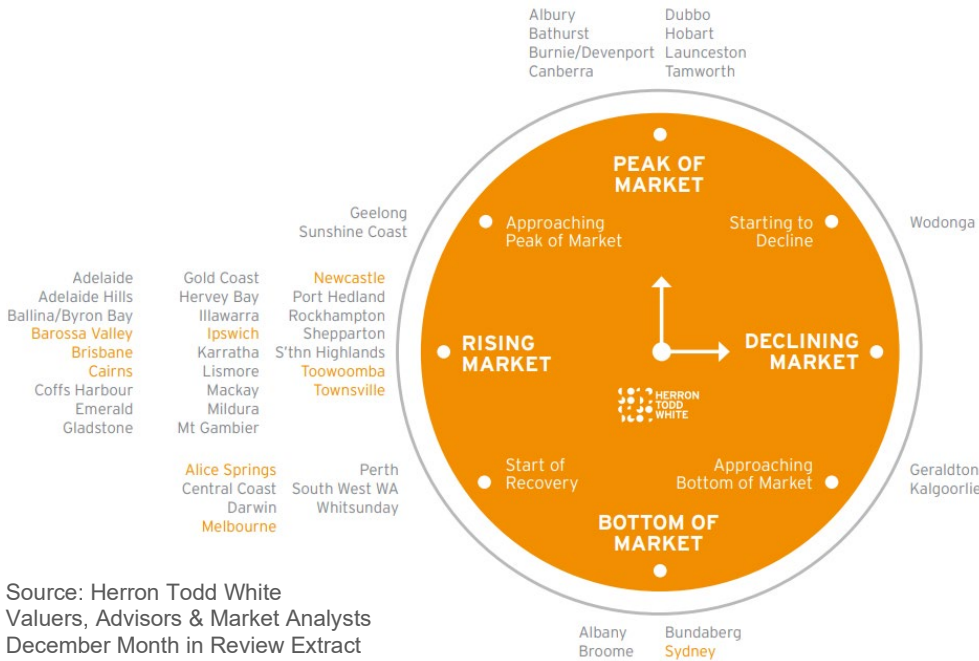 Albury
Bathurst
Burnie/Devenport
Canberra
Dubbo
Hobart
Launceston
Tamworth
PEAK OF
MARKET
Geelong
Sunshine Coast
Approaching
Peak of Market
Starting to
Decline
Wodonga
Adelaide
Adelaide Hills
Ballina/Byron Bay
Barossa Valley
Brisbane
Cairns
Coffs Harbour
Emerald
Gladstone
Gold Coast
Hervey Bay
Illawarra
Ipswich
Karratha
Lismore
Mackay
Mildura
Mt Gambier
Newcastle
Port Hedland
Rockhampton
Shepparton
S'thn Highlands
Toowoomba
Townsville
RISING
MARKET
DECLINING
MARKET
HERRON
TODD
WHITE
Alice Springs
Central Coast
Darwin
Melbourne
Perth
South West WA
Whitsunday
Start of
Recovery
Approaching
Bottom of Market
Geraldton
Kalgoorlie
BOTTOM OF
MARKET
Albany
Broome
Bundaberg
Sydney
Source: Herron Todd White
Valuers, Advisors & Market Analysts
December Month in Review Extract